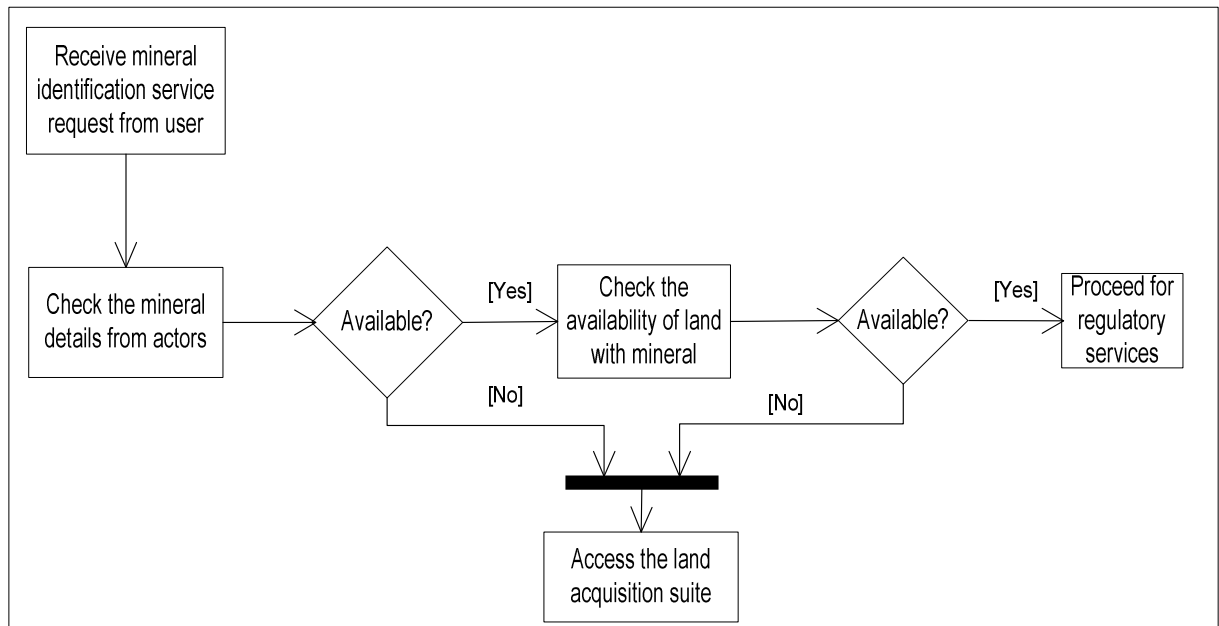 Receive mineral
identification service
request from user
Check the mineral
details from actors
Available?
[Yes]
Check the
availability of land
with mineral
Available?
[Yes]
Proceed for
regulatory
services
[No]
[No]
Access the land
acquisition suite